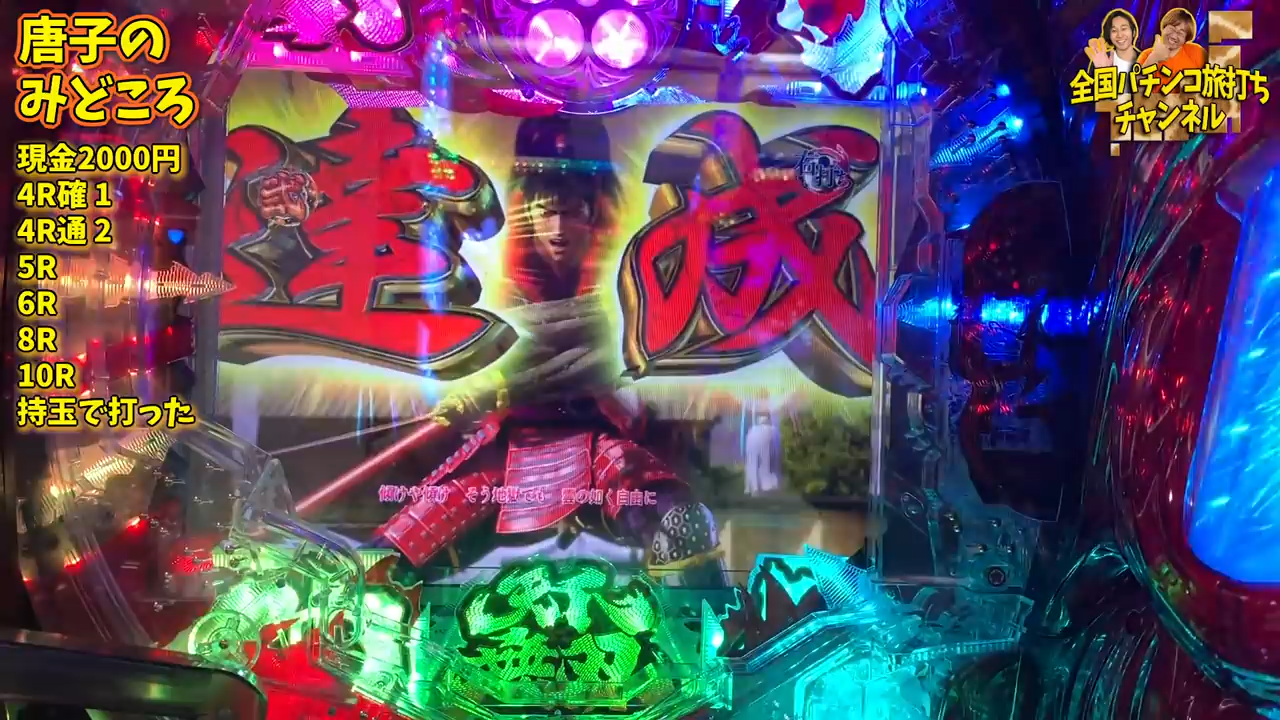 唐子の
みどころ
現金2000円
4R確 1
4R通 2
5R
6R
8R
10R
持玉で打った
全国パチンコ旅打ち
チャンネル
達 成
傾けや傾け そう地獄でも 雲の如く自由に